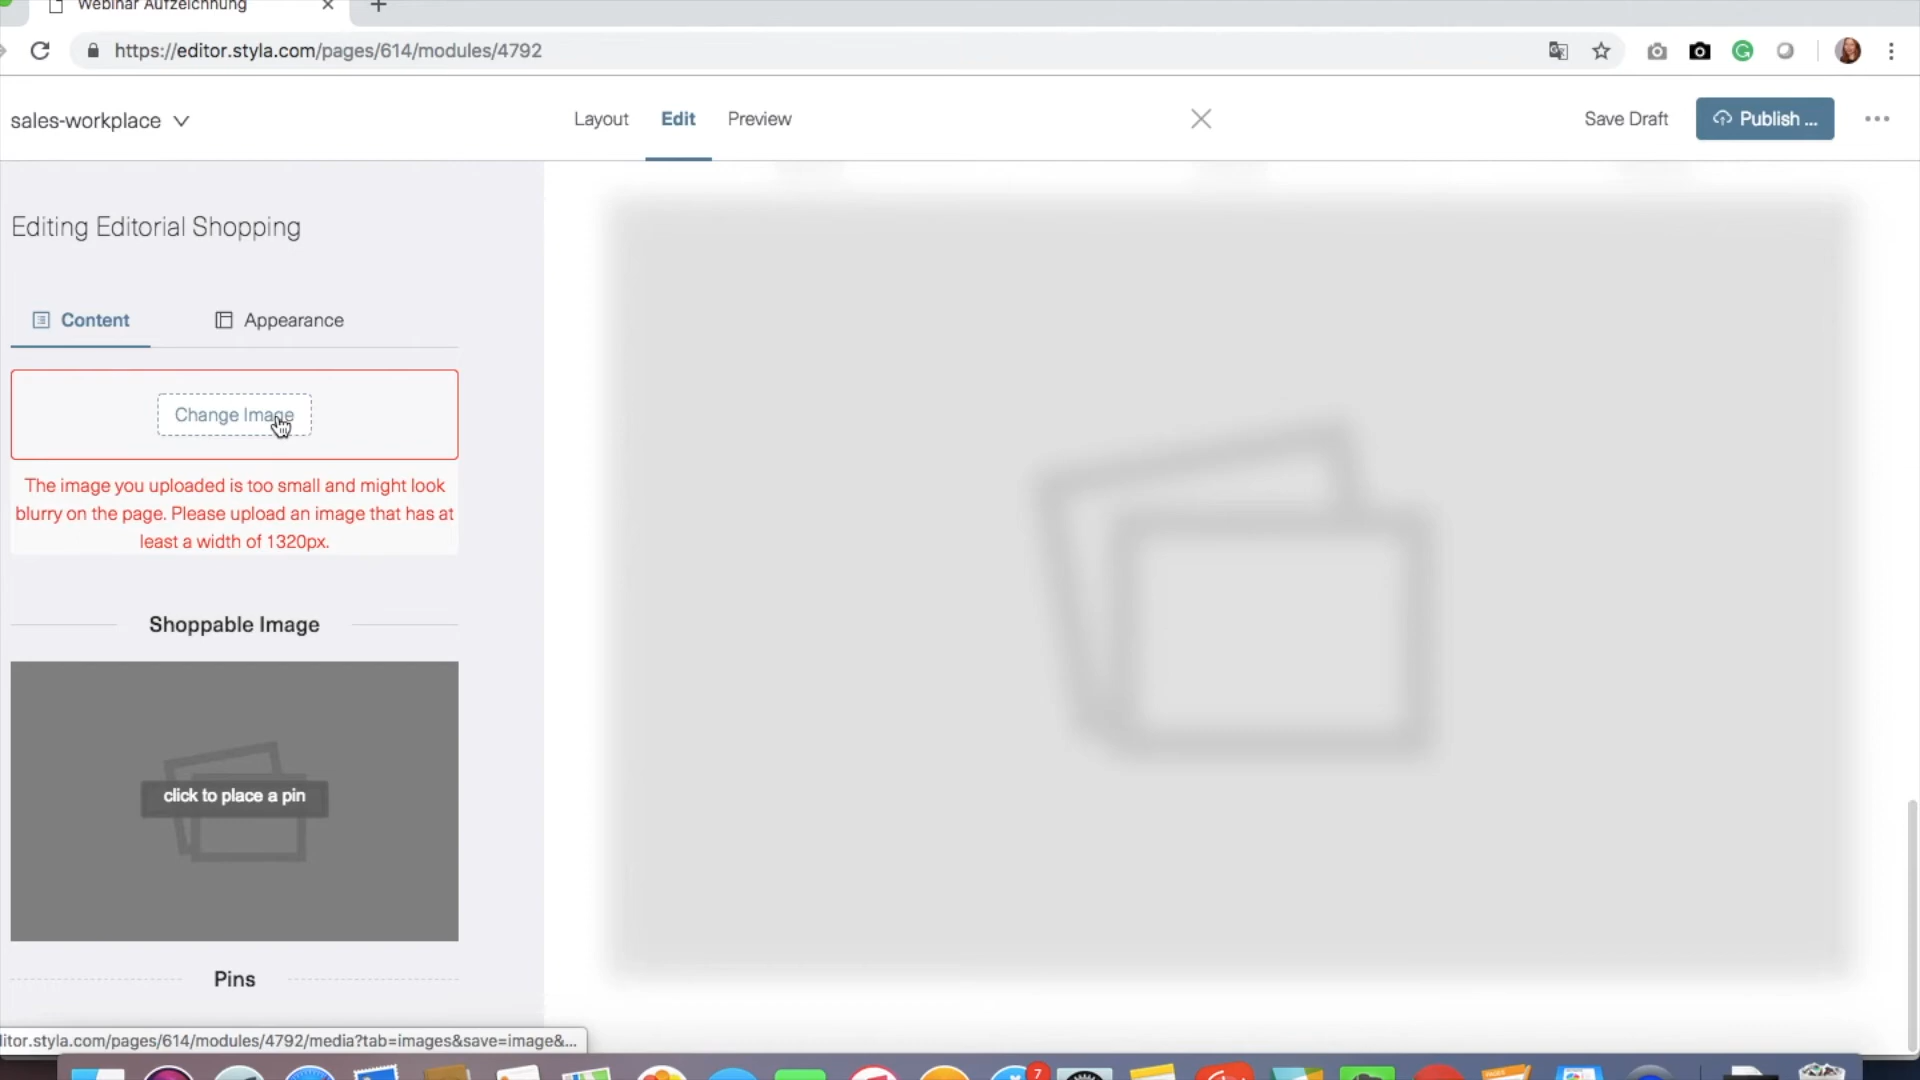 Webinar Aufzeichnung
https://editor.styla.com/pages/614/modules/4792
sales-workplace
Layout
Edit
Preview
Save Draft
Publish ...
Editing Editorial Shopping
Content
Appearance
Change Image
The image you uploaded is too small and might look
blurry on the page. Please upload an image that has at
least a width of 1320px.
Shoppable Image
click to place a pin
Pins
litor.styla.com/pages/614/modules/4792/media?tab=images&save=image&...
7
PAGES